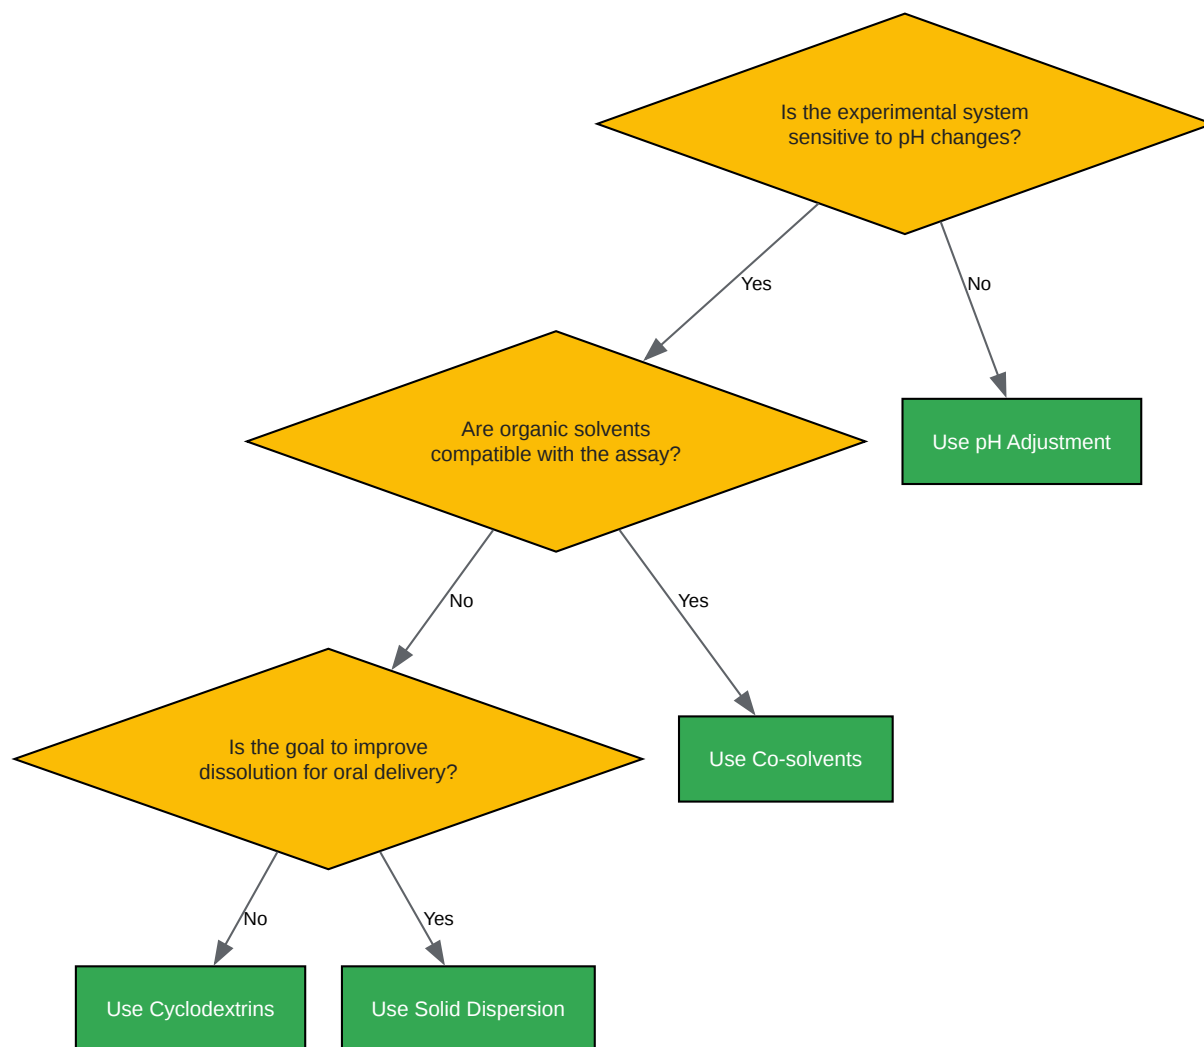 Is the experimental system
sensitive to pH changes?
Yes
No
Are organic solvents
compatible with the assay?
Use pH Adjustment
No
Yes
Is the goal to improve
dissolution for oral delivery?
Use Co-solvents
No
Yes
Use Cyclodextrins
Use Solid Dispersion